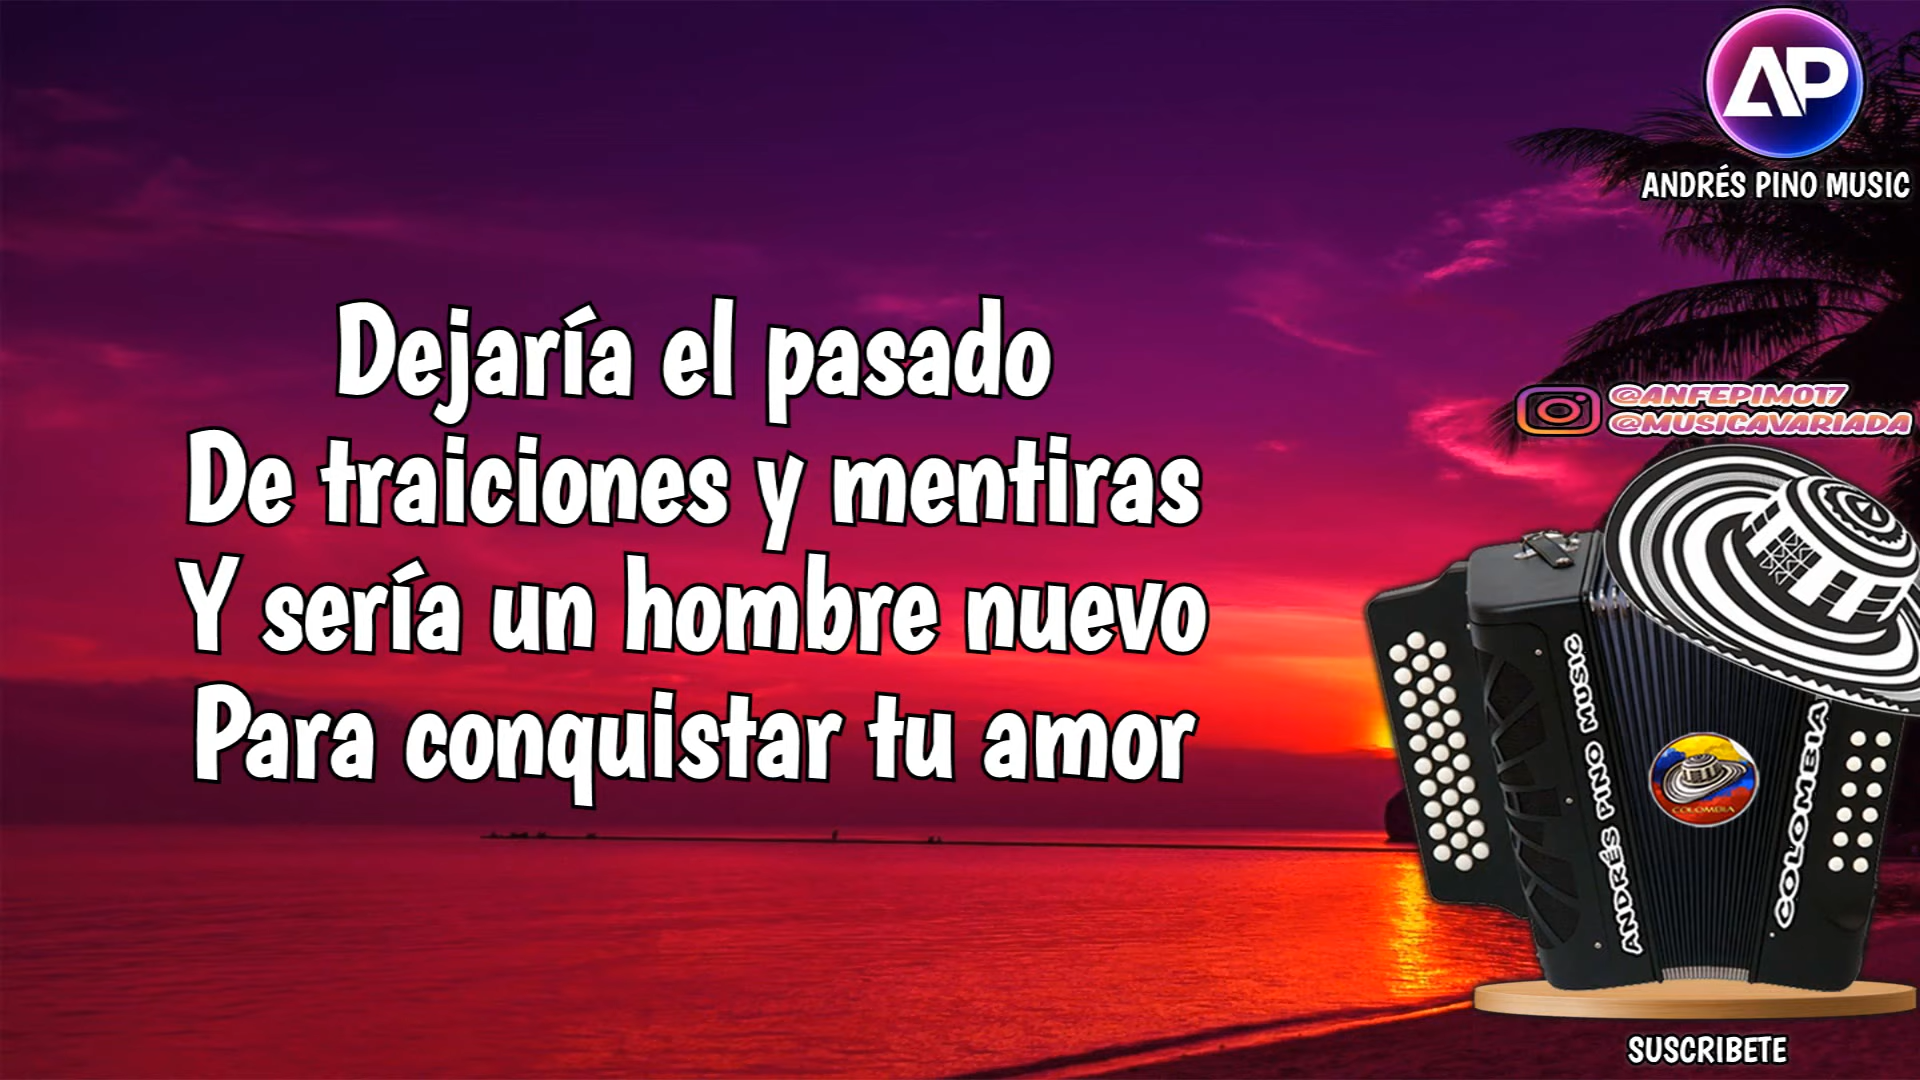 AP
ANDRÉS PINO MUSIC
Dejaría el pasado
De traiciones y mentiras
Y sería un hombre nuevo
Para conquistar tu amor
@ANFEPIMO17
@MUSICAVARIADA
ANDRÉS PINO MUSIC
COLOMBIA
COLOMBIA
SUSCRIBETE